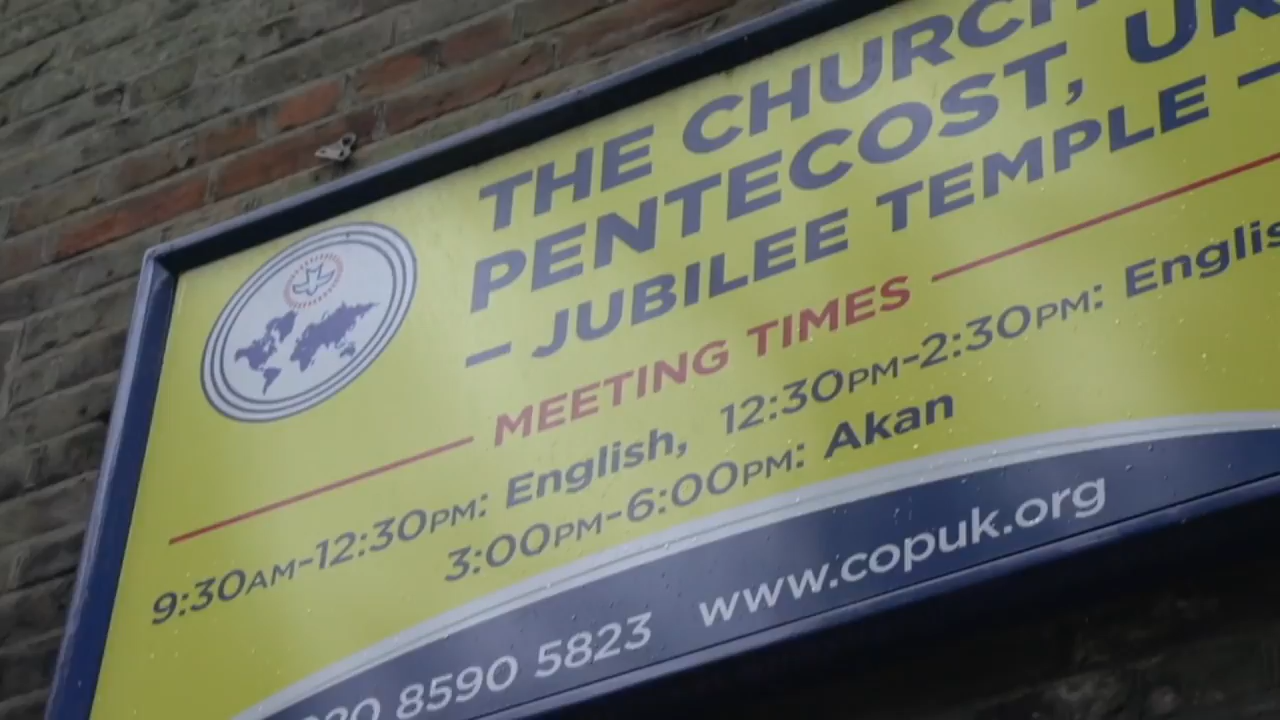 THE CHURCH
PENTECOST, UK
– JUBILEE TEMPLE –
MEETING TIMES
9:30AM-12:30PM: English, 12:30PM-2:30PM: Englis
3:00PM-6:00PM: Akan
020 8590 5823 www.copuk.org